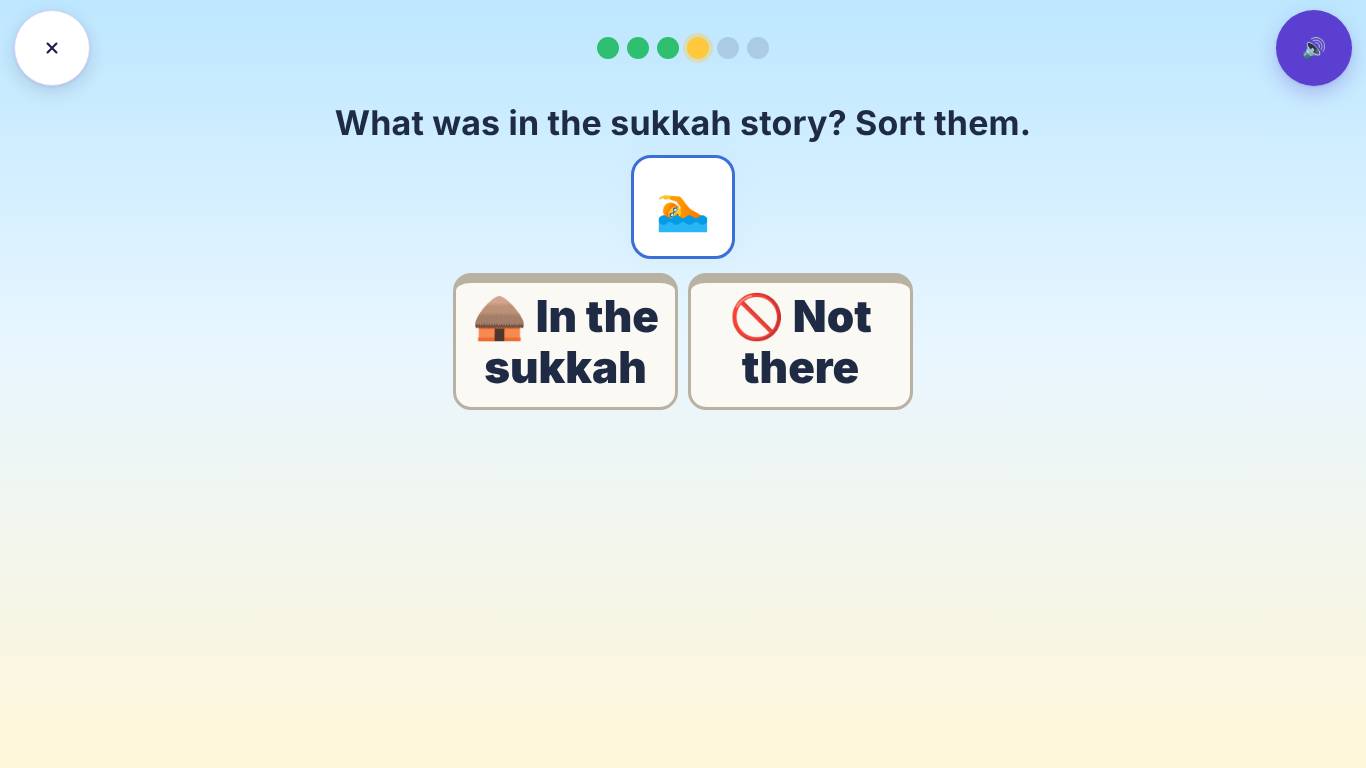 What was in the sukkah story? Sort them.
In the
sukkah
Not
there